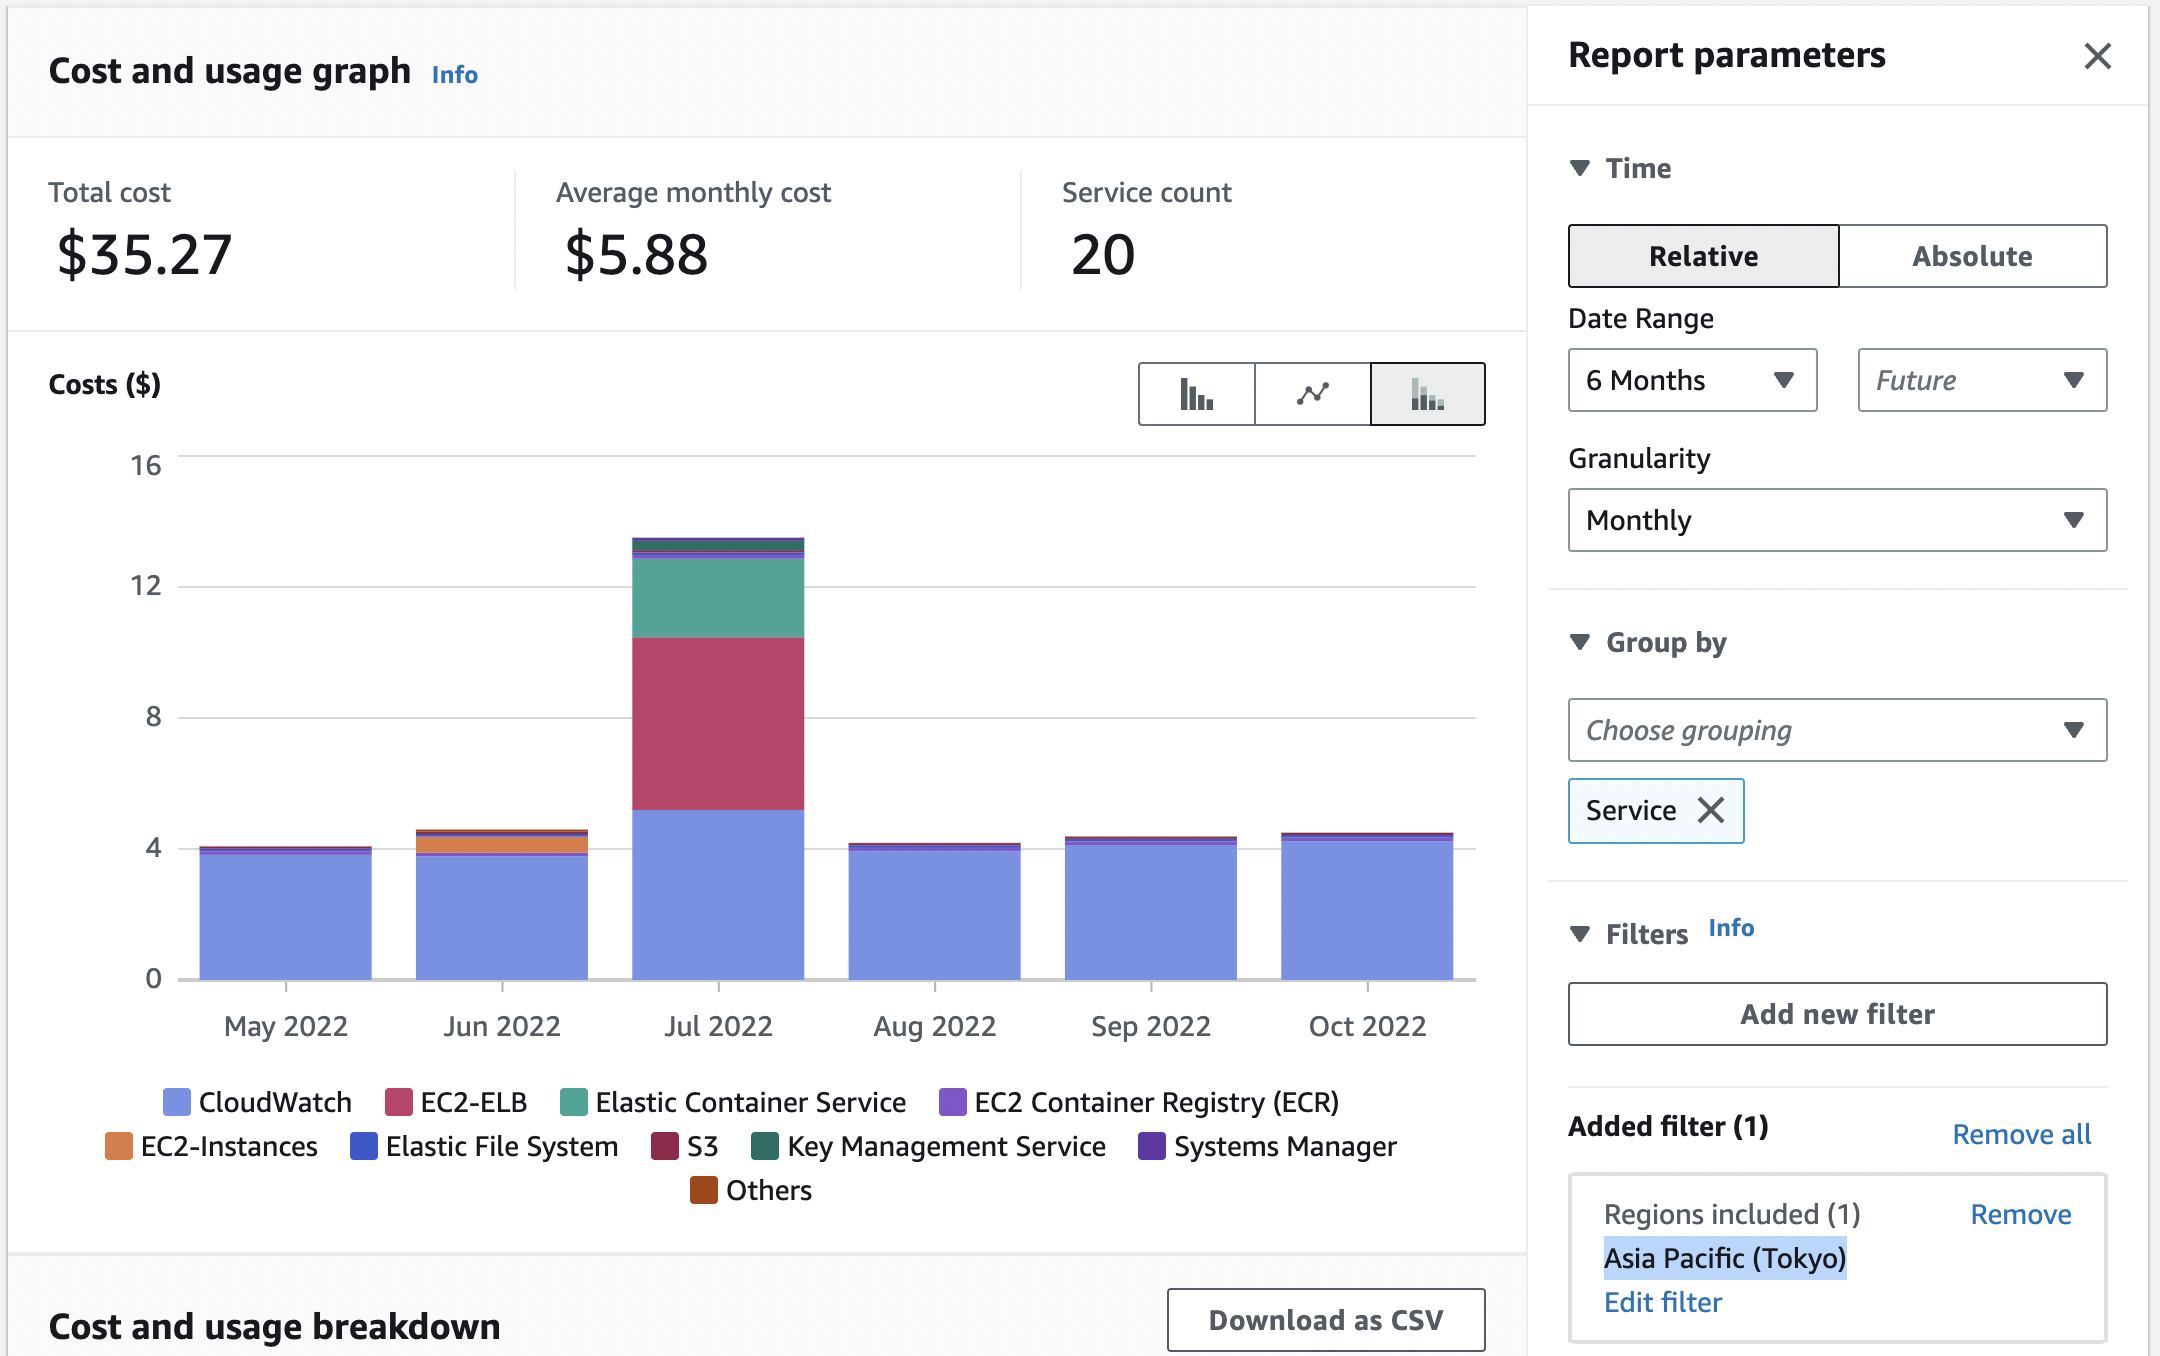 Cost and usage graph Info
Total cost
$35.27
Average monthly cost
$5.88
Service count
20
Costs ($)
16
12
8
4
0
May 2022 Jun 2022 Jul 2022 Aug 2022 Sep 2022 Oct 2022
CloudWatch EC2-ELB Elastic Container Service EC2 Container Registry (ECR)
EC2-Instances Elastic File System S3 Key Management Service Systems Manager
Others
Cost and usage breakdown
Download as CSV
Report parameters
Time
Relative Absolute
Date Range
6 Months Future
Granularity
Monthly
Group by
Choose grouping
Service
Filters Info
Add new filter
Added filter (1) Remove all
Regions included (1) Remove
Asia Pacific (Tokyo)
Edit filter